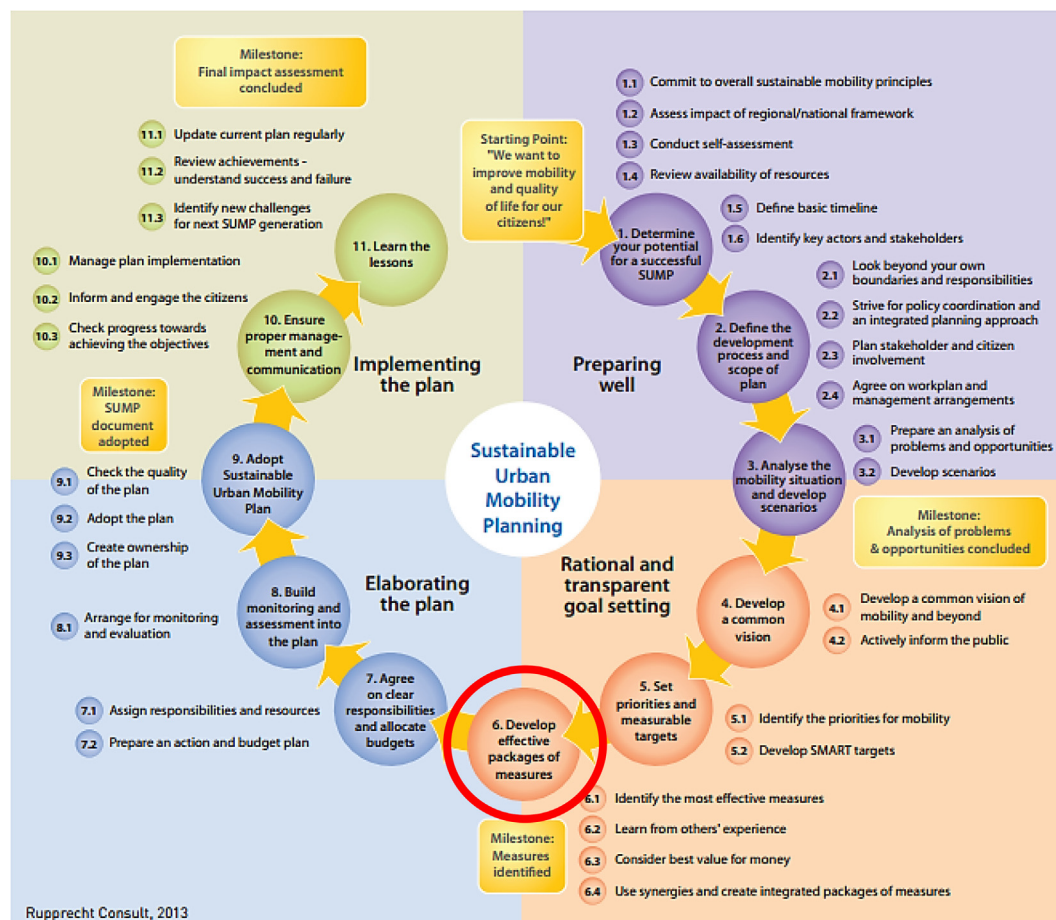 Milestone:
Final impact assessment
concluded
11.1 Update current plan regularly
11.2 Review achievements -
understand success and failure
11.3 Identify new challenges
for next SUMP generation
10.1 Manage plan implementation
10.2 Inform and engage the citizens
10.3 Check progress towards
achieving the objectives
11. Learn the
lessons
10. Ensure
proper manage-
ment and
communication
Implementing
the plan
Starting Point:
"We want to
improve mobility
and quality
of life for our
citizens!"
1.1 Commit to overall sustainable mobility principles
1.2 Assess impact of regional/national framework
1.3 Conduct self-assessment
1.4 Review availability of resources
1.5 Define basic timeline
1.6 Identify key actors and stakeholders
1. Determine
your potential
for a successful
SUMP
2.1 Look beyond your own
boundaries and responsibilities
2.2 Strive for policy coordination and
an integrated planning approach
2.3 Plan stakeholder and citizen
involvement
2.4 Agree on workplan and
management arrangements
2. Define the
development
process and
scope of
plan
Preparing
well
3.1 Prepare an analysis of
problems and opportunities
3.2 Develop scenarios
3. Analyse the
mobility situation
and develop
scenarios
Milestone:
Analysis of problems
& opportunities concluded
Sustainable
Urban
Mobility
Planning
Rational and
transparent
goal setting
4. Develop
a common
vision
4.1 Develop a common vision of
mobility and beyond
4.2 Actively inform the public
5. Set
priorities and
measurable
targets
5.1 Identify the priorities for mobility
5.2 Develop SMART targets
6. Develop
effective
packages of
measures
6.1 Identify the most effective measures
6.2 Learn from others' experience
6.3 Consider best value for money
6.4 Use synergies and create integrated packages of measures
Milestone:
Measures
identified
Elaborating
the plan
7. Agree
on clear
responsibilities
and allocate
budgets
7.1 Assign responsibilities and resources
7.2 Prepare an action and budget plan
8. Build
monitoring and
assessment into
the plan
8.1 Arrange for monitoring
and evaluation
9. Adopt
Sustainable
Urban Mobility
Plan
9.1 Check the quality
of the plan
9.2 Adopt the plan
9.3 Create ownership
of the plan
Milestone:
SUMP
document
adopted
Rupprecht Consult, 2013